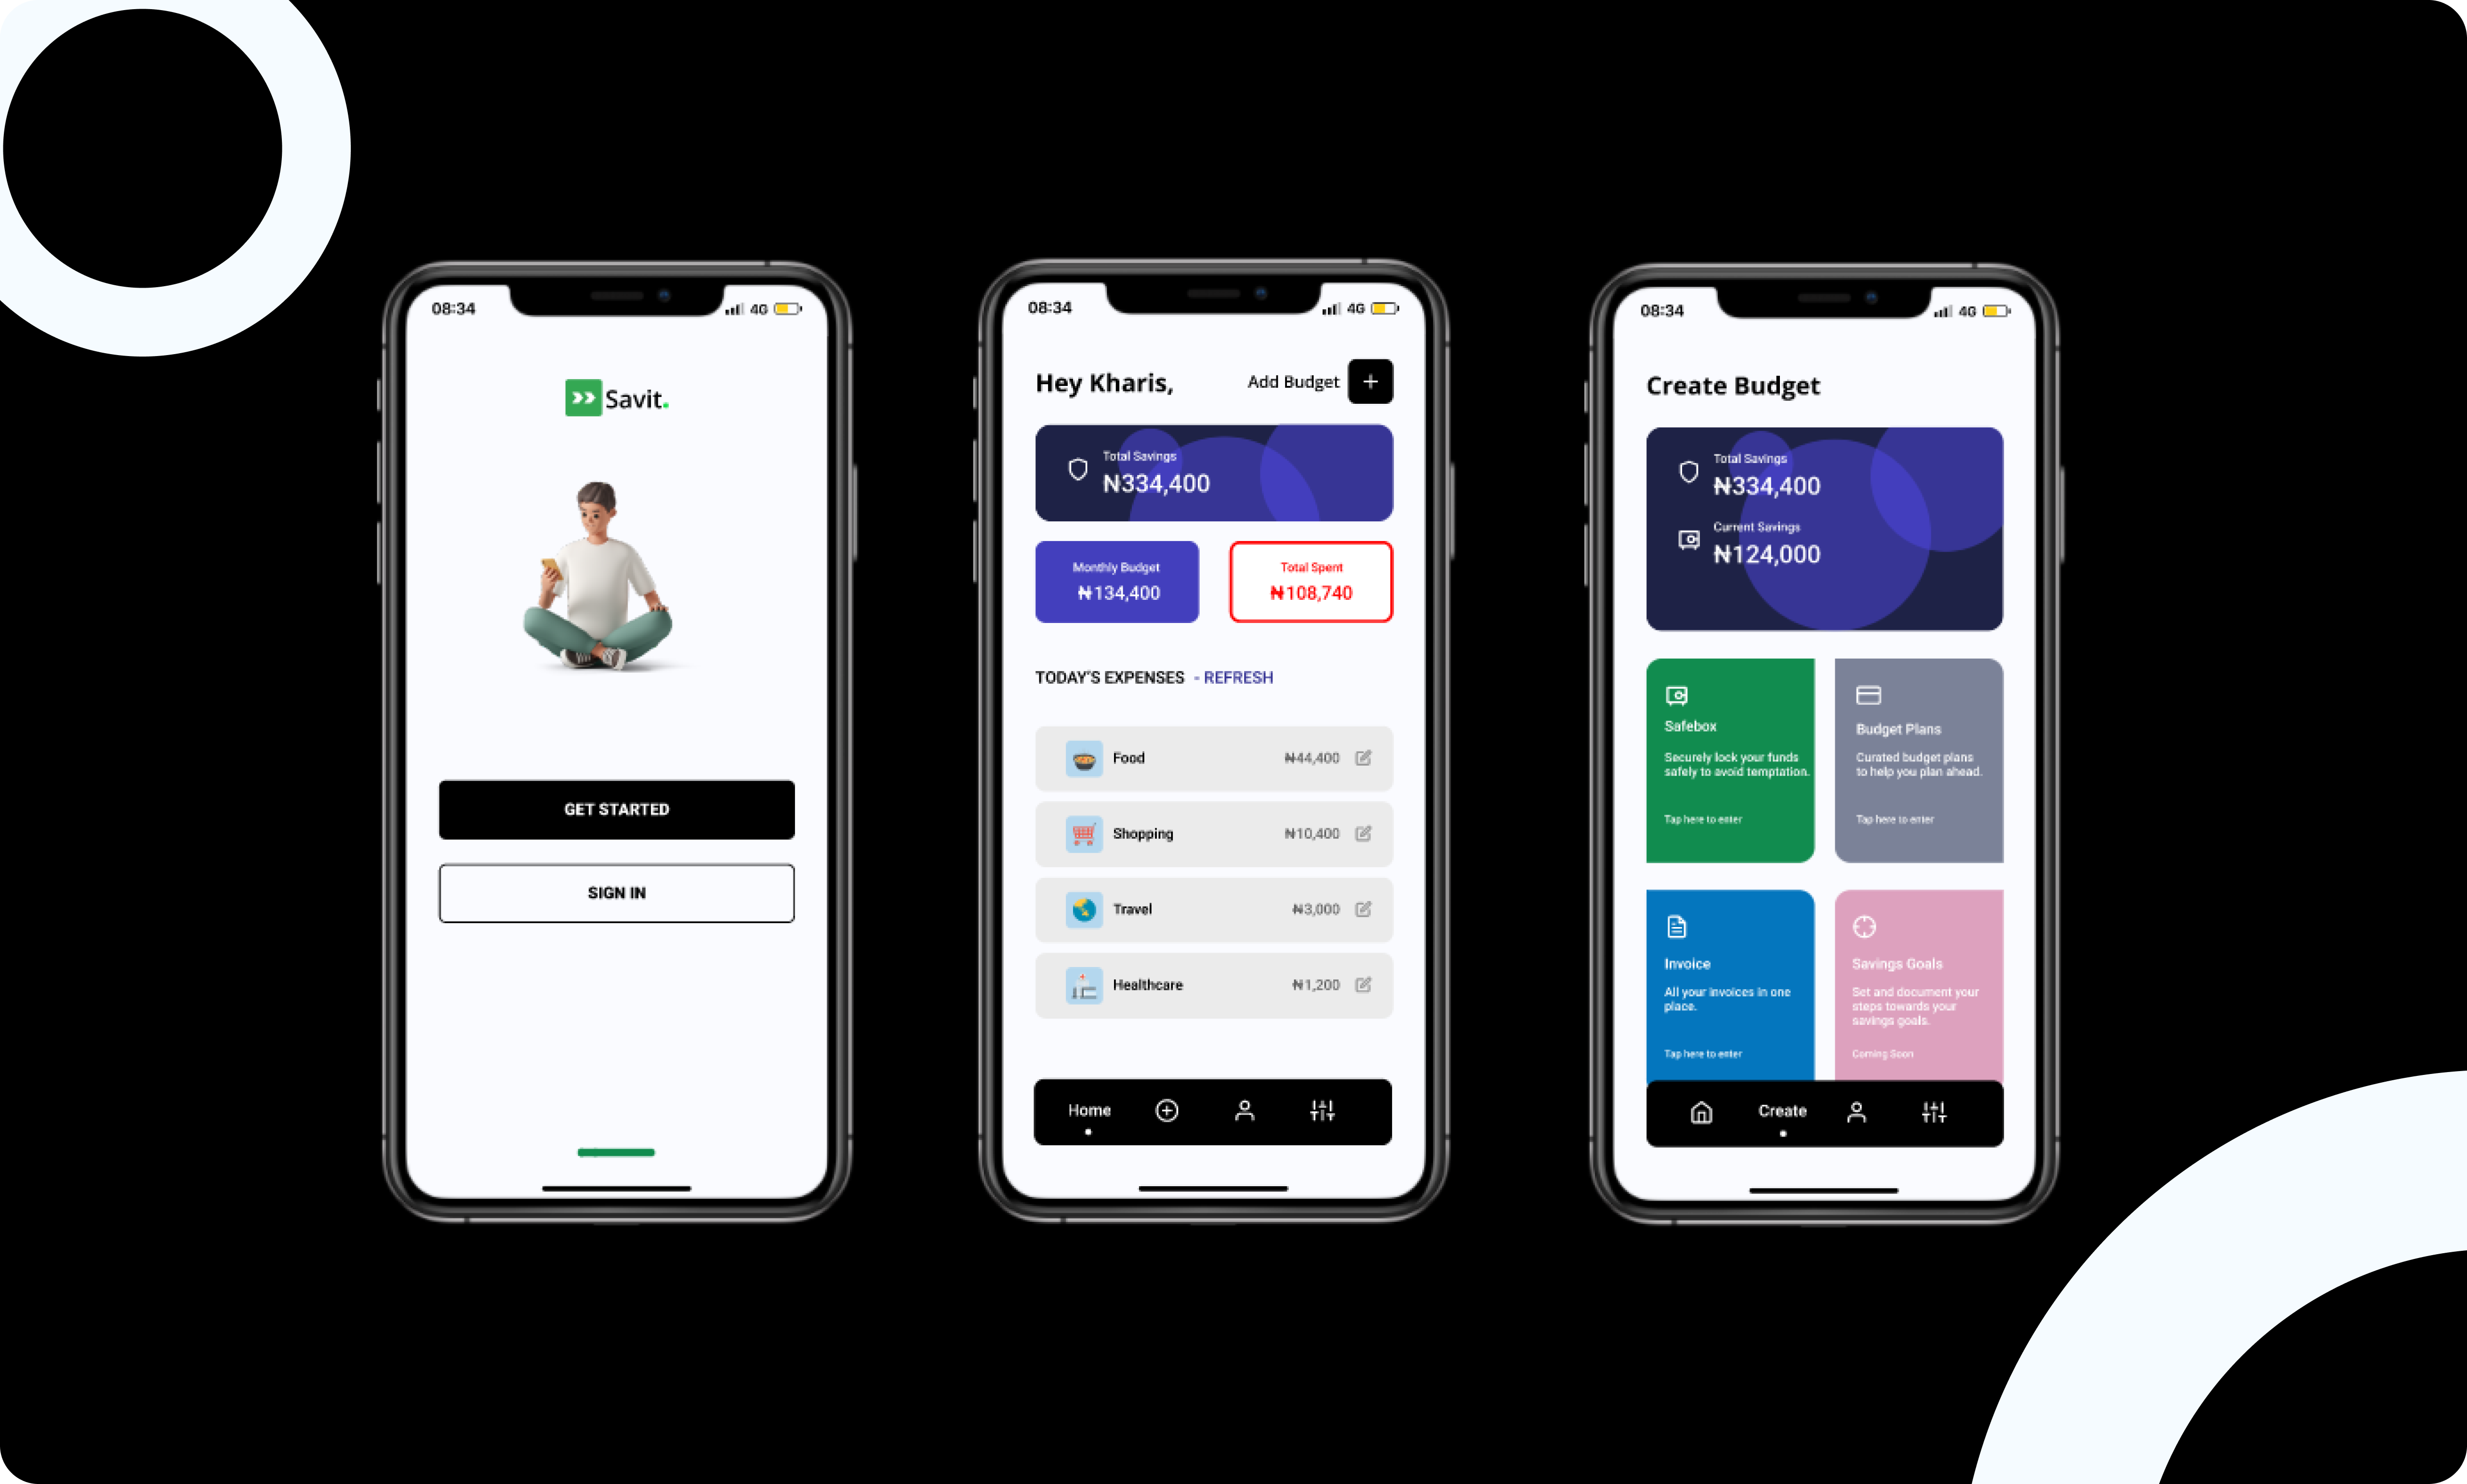 08:34
4G
Savit.
GET STARTED
SIGN IN
08:34
4G
Hey Kharis,
Add Budget
Total Savings
N334,400
Monthly Budget
₦134,400
Total Spent
₦108,740
TODAY'S EXPENSES - REFRESH
Food
₦44,400
Shopping
₦10,400
Travel
₦3,000
Healthcare
₦1,200
Home
08:34
4G
Create Budget
Total Savings
₦334,400
Current Savings
₦124,000
Safebox
Securely lock your funds
safely to avoid temptation.
Tap here to enter
Budget Plans
Curated budget plans
to help you plan ahead.
Tap here to enter
Invoice
All your invoices in one
place.
Tap here to enter
Savings Goals
Set and document your
steps towards your
savings goals.
Coming Soon
Create